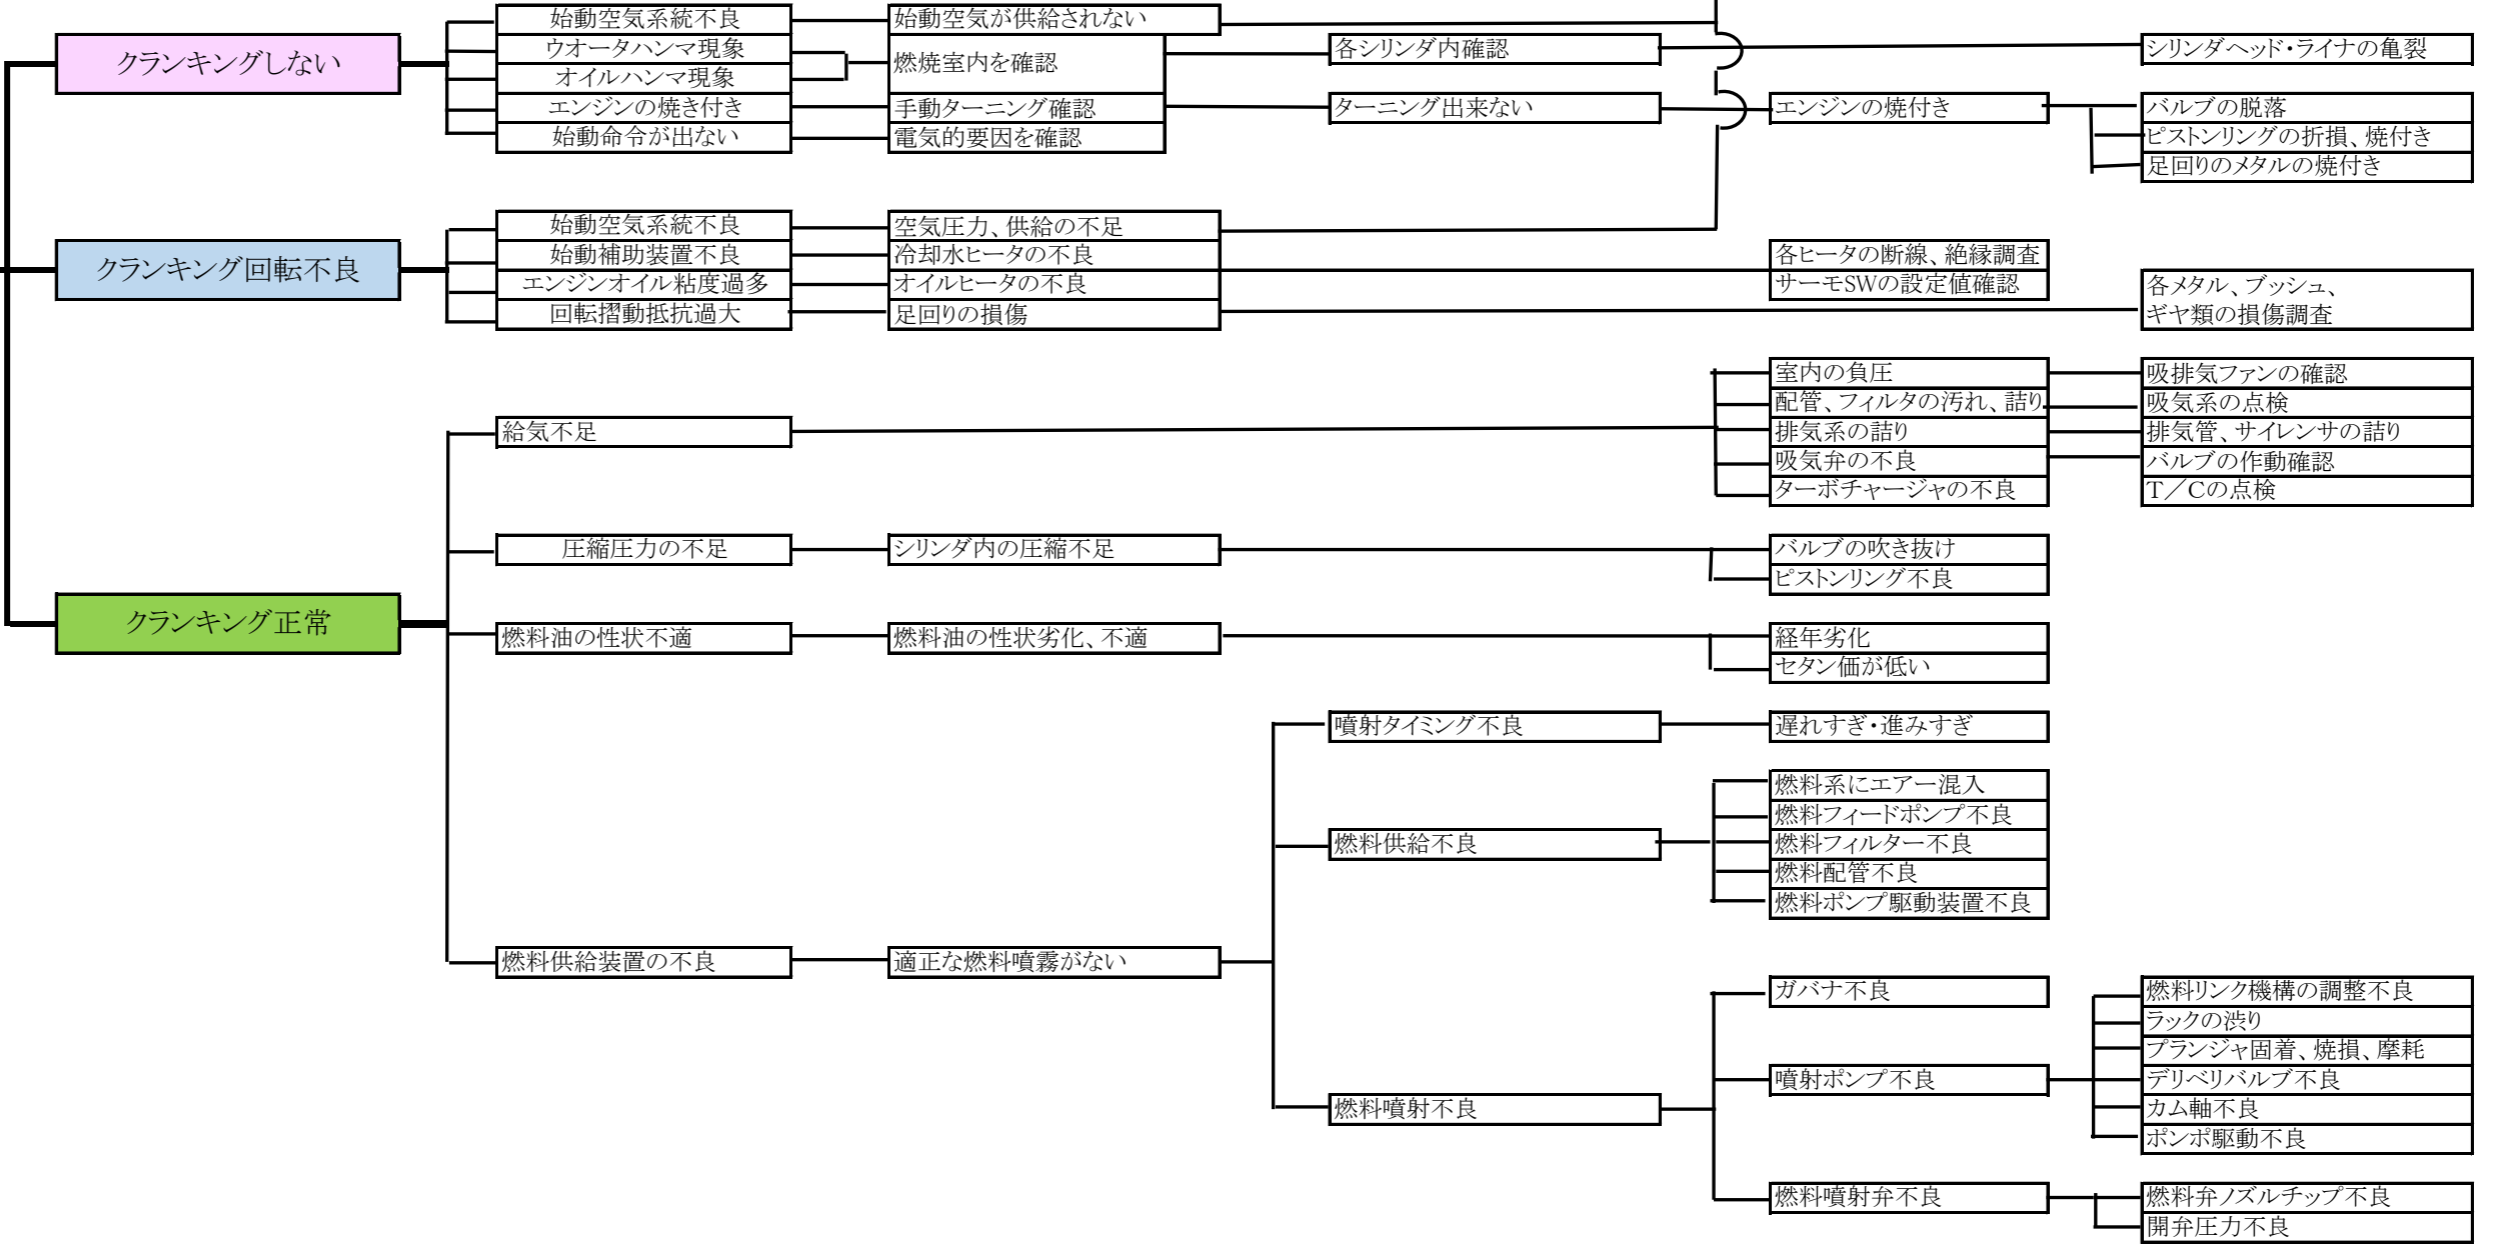 クランキングしない
始動空気系統不良
始動空気が供給されない
ウオータハンマ現象
オイルハンマ現象
燃焼室内を確認
各シリンダ内確認
シリンダヘッド・ライナの亀裂
エンジンの焼き付き
手動ターニング確認
ターニング出来ない
エンジンの焼付き
バルブの脱落
ピストンリングの折損、焼付き
足回りのメタルの焼付き
始動命令が出ない
電気的要因を確認
クランキング回転不良
始動空気系統不良
空気圧力、供給の不足
始動補助装置不良
冷却水ヒータの不良
各ヒータの断線、絶縁調査
エンジンオイル粘度過多
オイルヒータの不良
サーモSWの設定値確認
回転摺動抵抗過大
足回りの損傷
各メタル、ブッシュ、
ギヤ類の損傷調査
クランキング正常
給気不足
室内の負圧
吸排気ファンの確認
配管、フィルタの汚れ、詰り
吸気系の点検
排気系の詰り
排気管、サイレンサの詰り
吸気弁の不良
バルブの作動確認
ターボチャージャの不良
T／Cの点検
圧縮圧力の不足
シリンダ内の圧縮不足
バルブの吹き抜け
ピストンリング不良
燃料油の性状不適
燃料油の性状劣化、不適
経年劣化
セタン価が低い
燃料供給装置の不良
適正な燃料噴霧がない
噴射タイミング不良
遅れすぎ・進みすぎ
燃料供給不良
燃料系にエアー混入
燃料フィードポンプ不良
燃料フィルター不良
燃料配管不良
燃料ポンプ駆動装置不良
燃料噴射不良
ガバナ不良
噴射ポンプ不良
燃料リンク機構の調整不良
ラックの渋り
プランジャ固着、焼損、摩耗
デリベリバルブ不良
カム軸不良
ポンポ駆動不良
燃料噴射弁不良
燃料弁ノズルチップ不良
開弁圧力不良